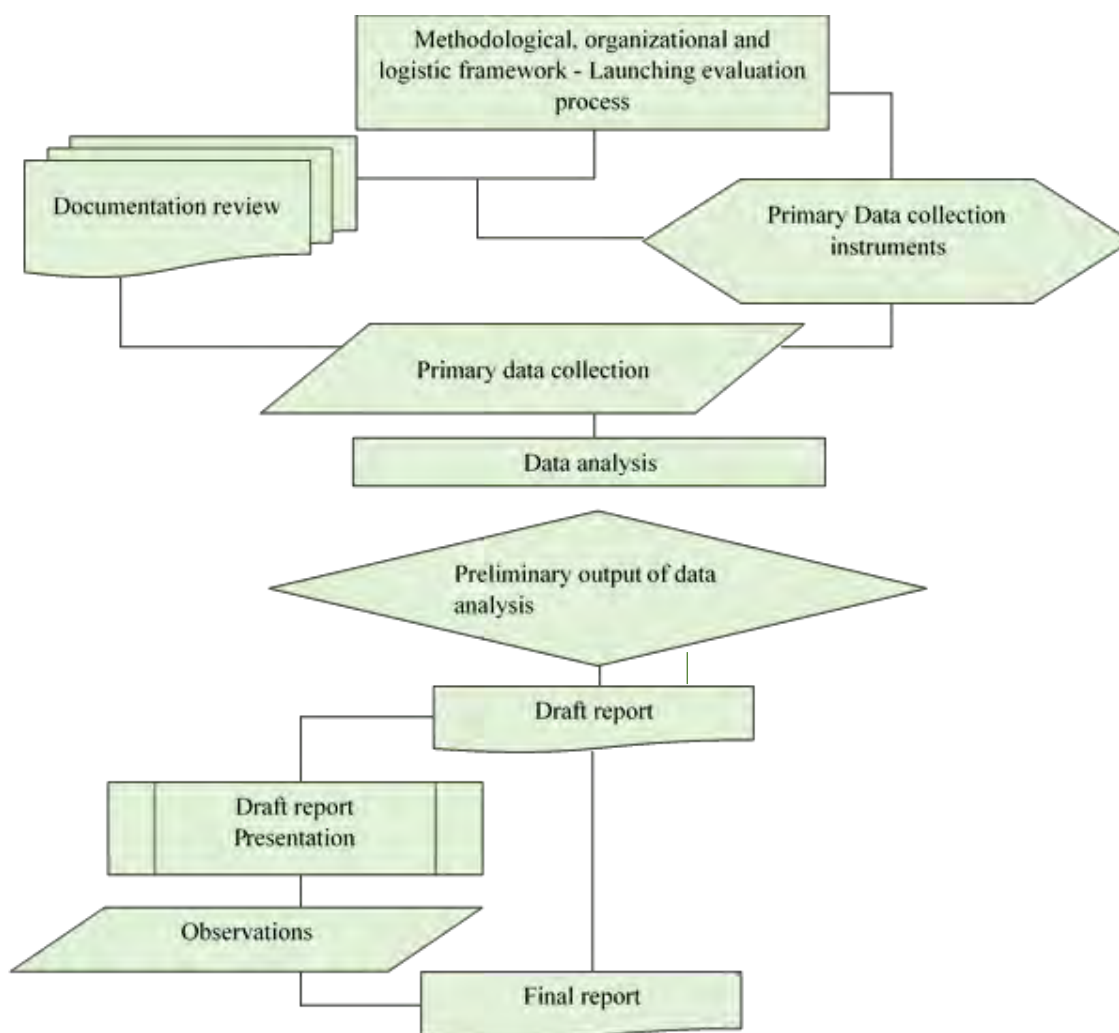 Methodological, organizational and
logistic framework - Launching evaluation
process
Documentation review
Primary Data collection
instruments
Primary data collection
Data analysis
Preliminary output of data
analysis
Draft report
Draft report
Presentation
Observations
Final report